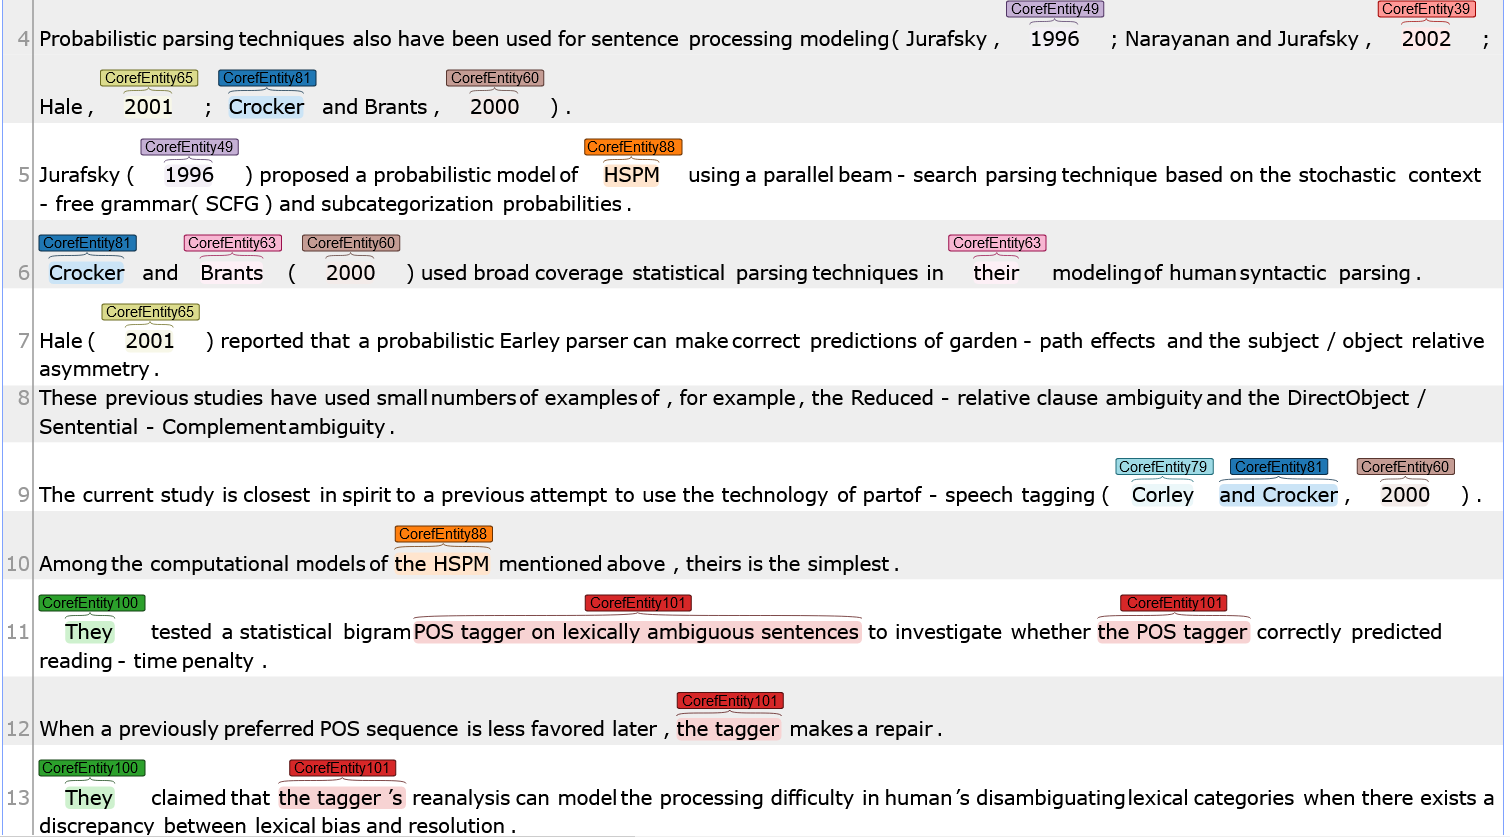 CorefEntity49 CorefEntity39
4 Probabilistic parsing techniques also have been used for sentence processing modeling( Jurafsky , 1996 ; Narayanan and Jurafsky , 2002 ;
CorefEntity65 CorefEntity81 CorefEntity60
Hale , 2001 ; Crocker and Brants , 2000 ) .
CorefEntity49 CorefEntity88
5 Jurafsky ( 1996 ) proposed a probabilistic model of HSPM using a parallel beam - search parsing technique based on the stochastic context
- free grammar( SCFG ) and subcategorization probabilities .
CorefEntity81 CorefEntity63 CorefEntity60 CorefEntity63
6 Crocker and Brants ( 2000 ) used broad coverage statistical parsing techniques in their modeling of human syntactic parsing .
CorefEntity65
7 Hale ( 2001 ) reported that a probabilistic Earley parser can make correct predictions of garden - path effects and the subject / object relative
asymmetry .
8 These previous studies have used small numbers of examples of , for example , the Reduced - relative clause ambiguity and the DirectObject /
Sentential - Complement ambiguity .
CorefEntity79 CorefEntity81 CorefEntity60
9 The current study is closest in spirit to a previous attempt to use the technology of partof - speech tagging ( Corley and Crocker , 2000 ) .
CorefEntity88
10 Among the computational models of the HSPM mentioned above , theirs is the simplest .
CorefEntity100 CorefEntity101 CorefEntity101
11 They tested a statistical bigram POS tagger on lexically ambiguous sentences to investigate whether the POS tagger correctly predicted
reading - time penalty .
CorefEntity101
12 When a previously preferred POS sequence is less favored later , the tagger makes a repair .
CorefEntity100 CorefEntity101
13 They claimed that the tagger 's reanalysis can model the processing difficulty in human's disambiguating lexical categories when there exists a
discrepancy between lexical bias and resolution .